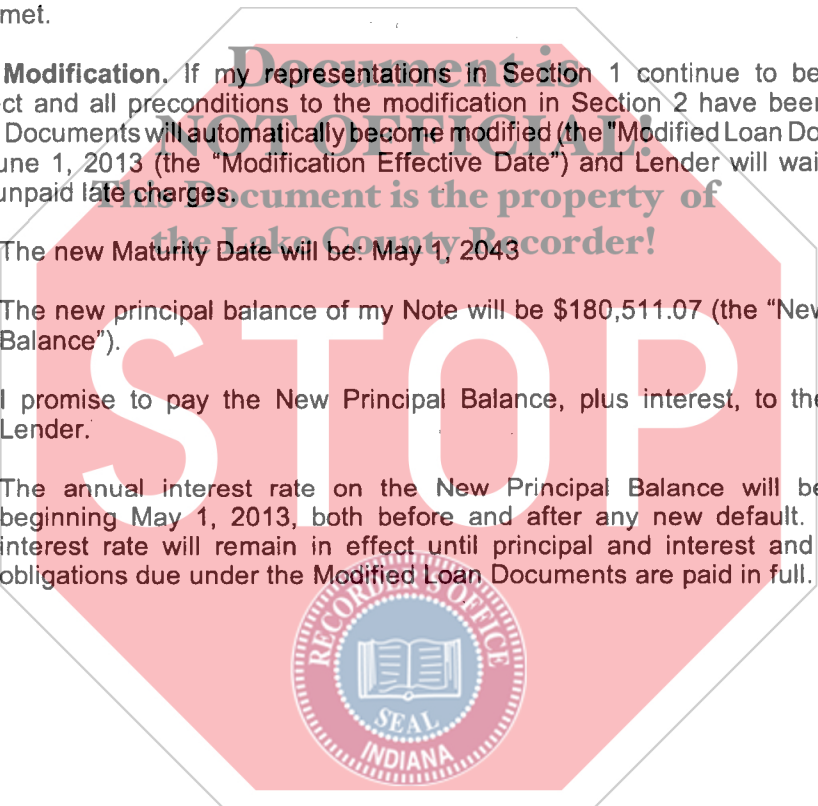 met.
Modification. If my representations in Section 1 continue to be
ct and all preconditions to the modification in Section 2 have been
Documents will automatically become modified (the "Modified Loan Do
une 1, 2013 (the “Modification Effective Date”) and Lender will wai
unpaid late charges.
The new Maturity Date will be: May 1, 2043
The new principal balance of my Note will be $180,511.07 (the “New
Balance”).
I promise to pay the New Principal Balance, plus interest, to the
Lender.
The annual interest rate on the New Principal Balance will be
beginning May 1, 2013, both before and after any new default.
interest rate will remain in effect until principal and interest and
obligations due under the Modified Loan Documents are paid in full.
Document is
NOT OFFICIAL!
This Document is the property of
the Lake County Recorder!
STOP
RECORDER'S OFFICE
SEAL
INDIANA